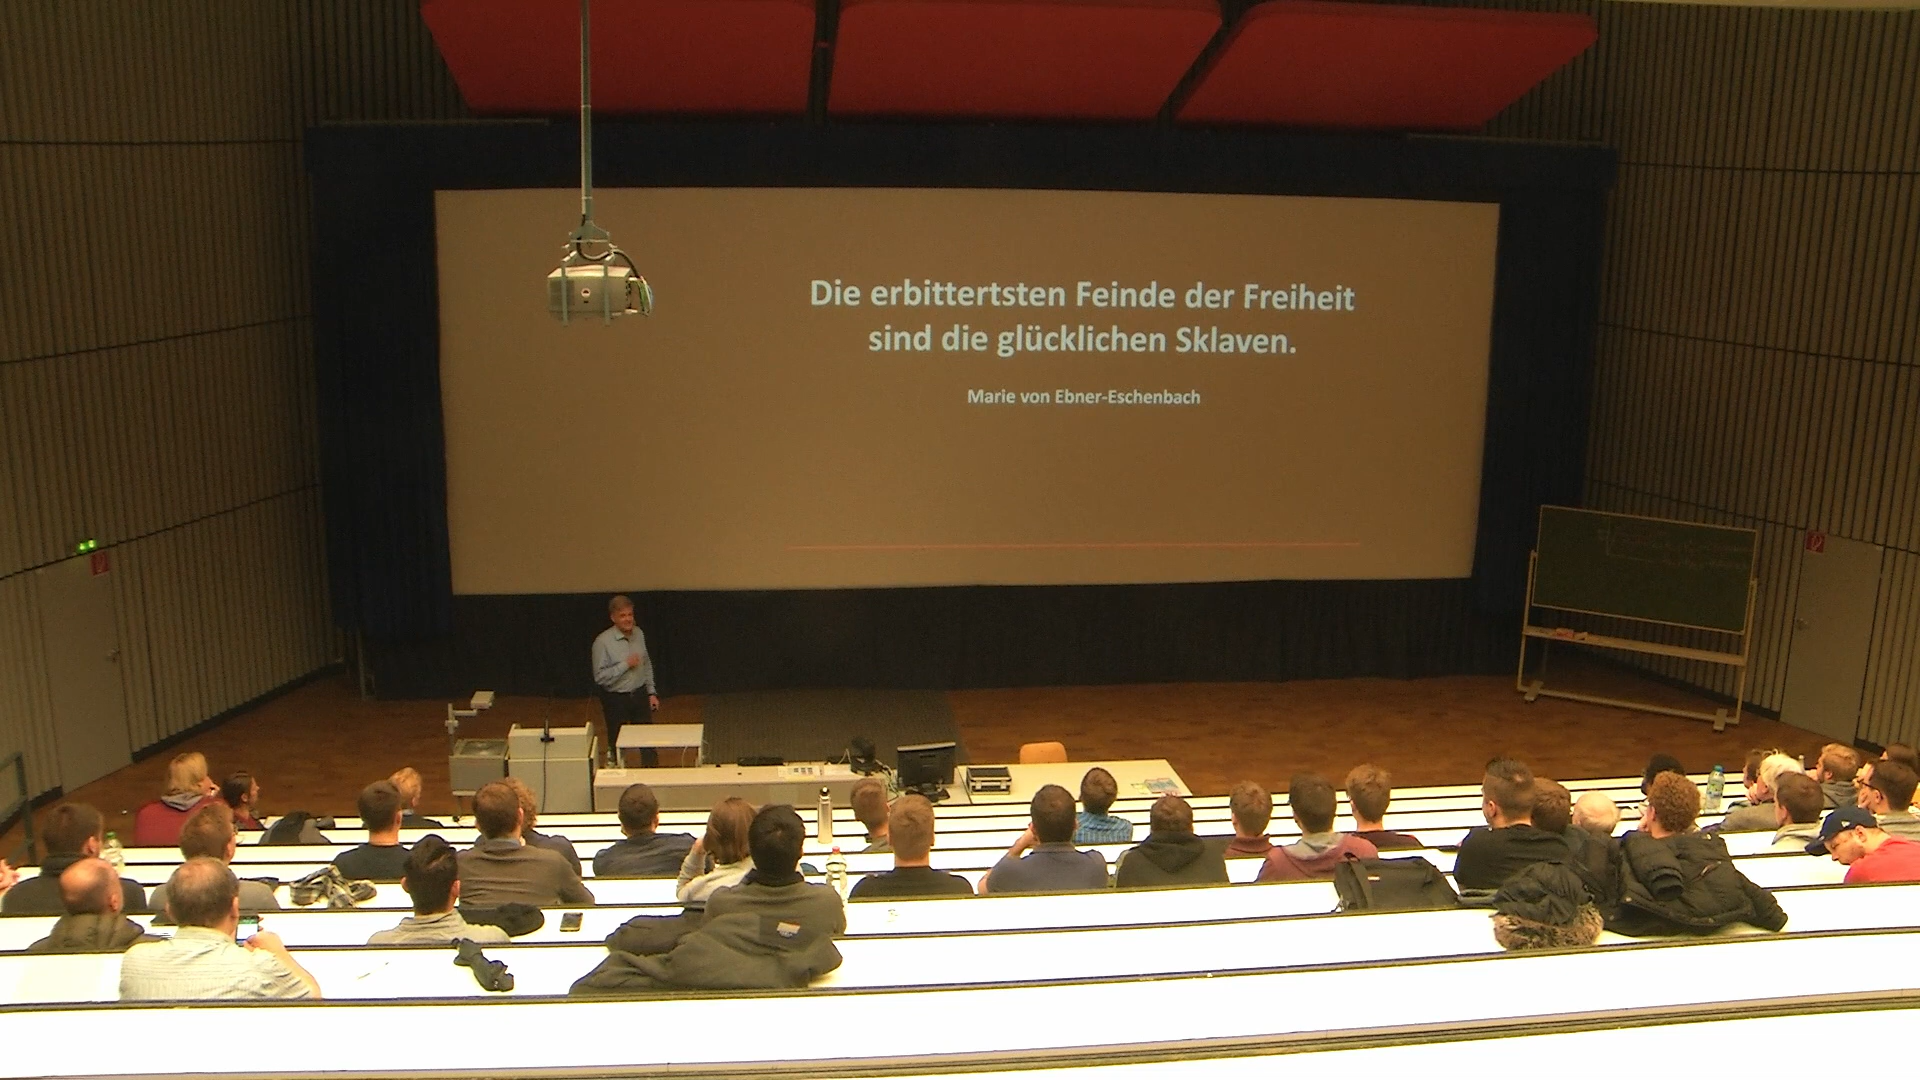 Die erbittertsten Feinde der Freiheit
sind die glücklichen Sklaven.
Marie von Ebner-Eschenbach